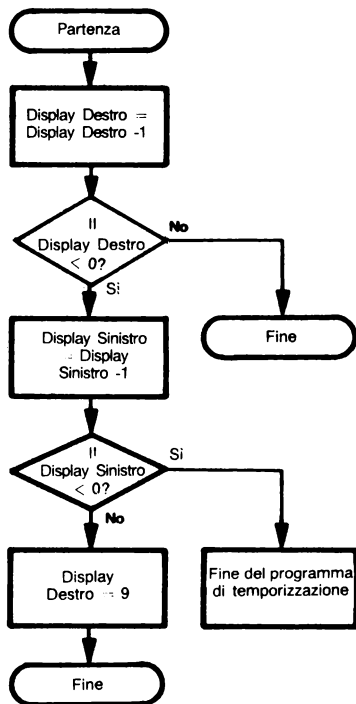 Partenza
Display Destro =
Display Destro -1
Il
Display Destro
< 0?
No
Si
Fine
Display Sinistro
= Display
Sinistro -1
Il
Display Sinistro
< 0?
Si
No
Display
Destro = 9
Fine del programma
di temporizzazione
Fine